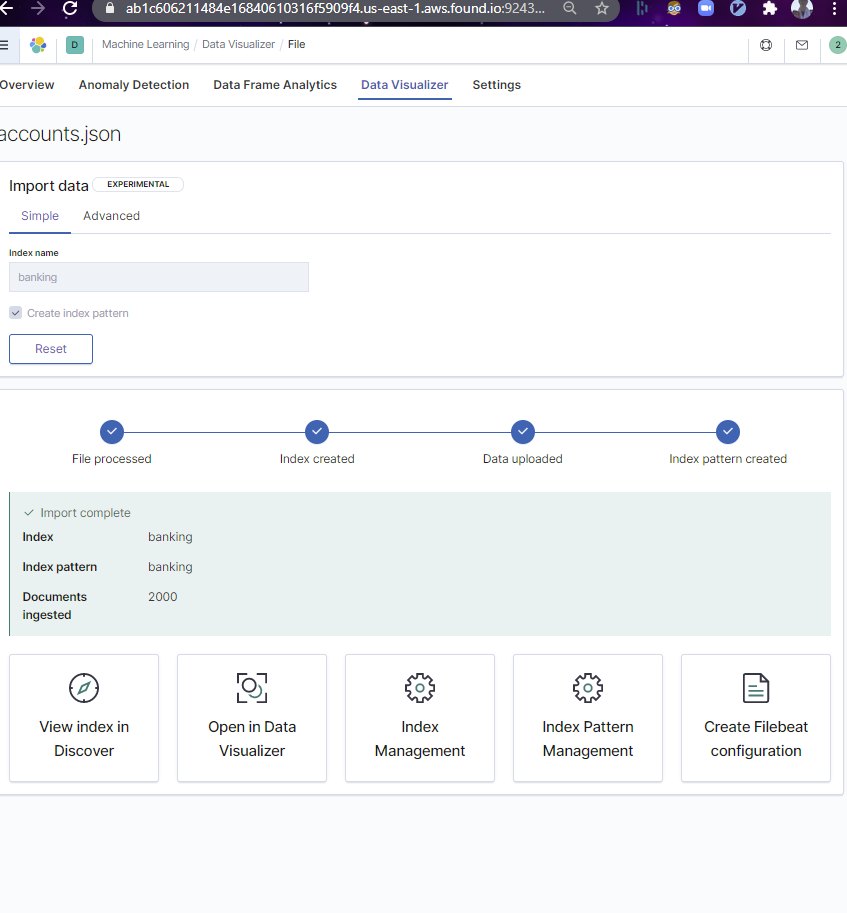 ab1c606211484e16840610316f5909f4.us-east-1.aws.found.io:9243...
D
Machine Learning / Data Visualizer / File
2
Overview Anomaly Detection Data Frame Analytics Data Visualizer Settings
accounts.json
Import data EXPERIMENTAL
Simple Advanced
Index name
banking
Create index pattern
Reset
File processed Index created Data uploaded Index pattern created
Import complete
Index banking
Index pattern banking
Documents 2000
ingested
View index in
Discover
Open in Data
Visualizer
Index
Management
Index Pattern
Management
Create Filebeat
configuration